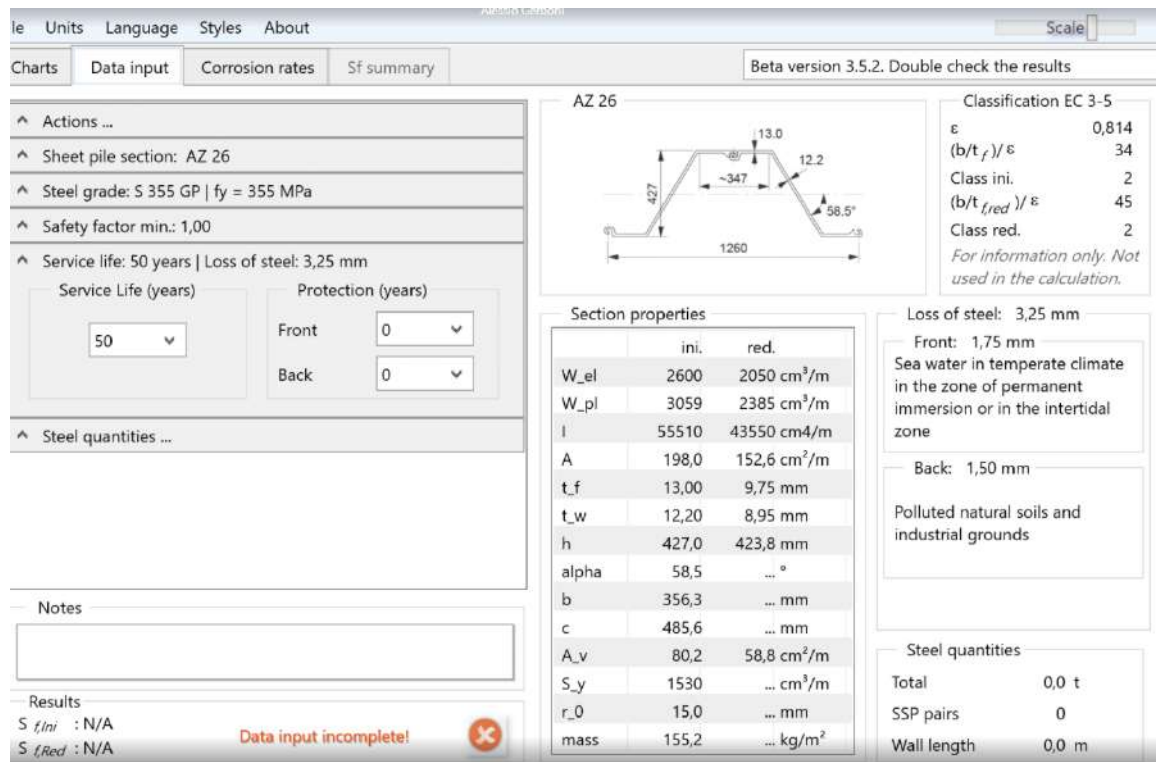 le Units Language Styles About
Scale
Charts Data input Corrosion rates Sf summary
Beta version 3.5.2. Double check the results
^ Actions ...
^ Sheet pile section: AZ 26
^ Steel grade: S 355 GP | fy = 355 MPa
^ Safety factor min.: 1,00
^ Service life: 50 years | Loss of steel: 3,25 mm
Service Life (years)
50
Protection (years)
Front 0
Back 0
^ Steel quantities ...
Notes
Results
S f,Ini : N/A
S f,Red : N/A
Data input incomplete!
AZ 26
13.0
12.2
~347
427
58.5°
1260
Classification EC 3-5
ε 0,814
(b/t f )/ ε 34
Class ini. 2
(b/t f,red )/ ε 45
Class red. 2
For information only. Not
used in the calculation.
Section properties
ini. red.
W_el 2600 2050 cm³/m
W_pl 3059 2385 cm³/m
I 55510 43550 cm4/m
A 198,0 152,6 cm²/m
t_f 13,00 9,75 mm
t_w 12,20 8,95 mm
h 427,0 423,8 mm
alpha 58,5 ... °
b 356,3 ... mm
c 485,6 ... mm
A_v 80,2 58,8 cm²/m
S_y 1530 ... cm³/m
r_0 15,0 ... mm
mass 155,2 ... kg/m²
Loss of steel: 3,25 mm
Front: 1,75 mm
Sea water in temperate climate
in the zone of permanent
immersion or in the intertidal
zone
Back: 1,50 mm
Polluted natural soils and
industrial grounds
Steel quantities
Total 0,0 t
SSP pairs 0
Wall length 0,0 m